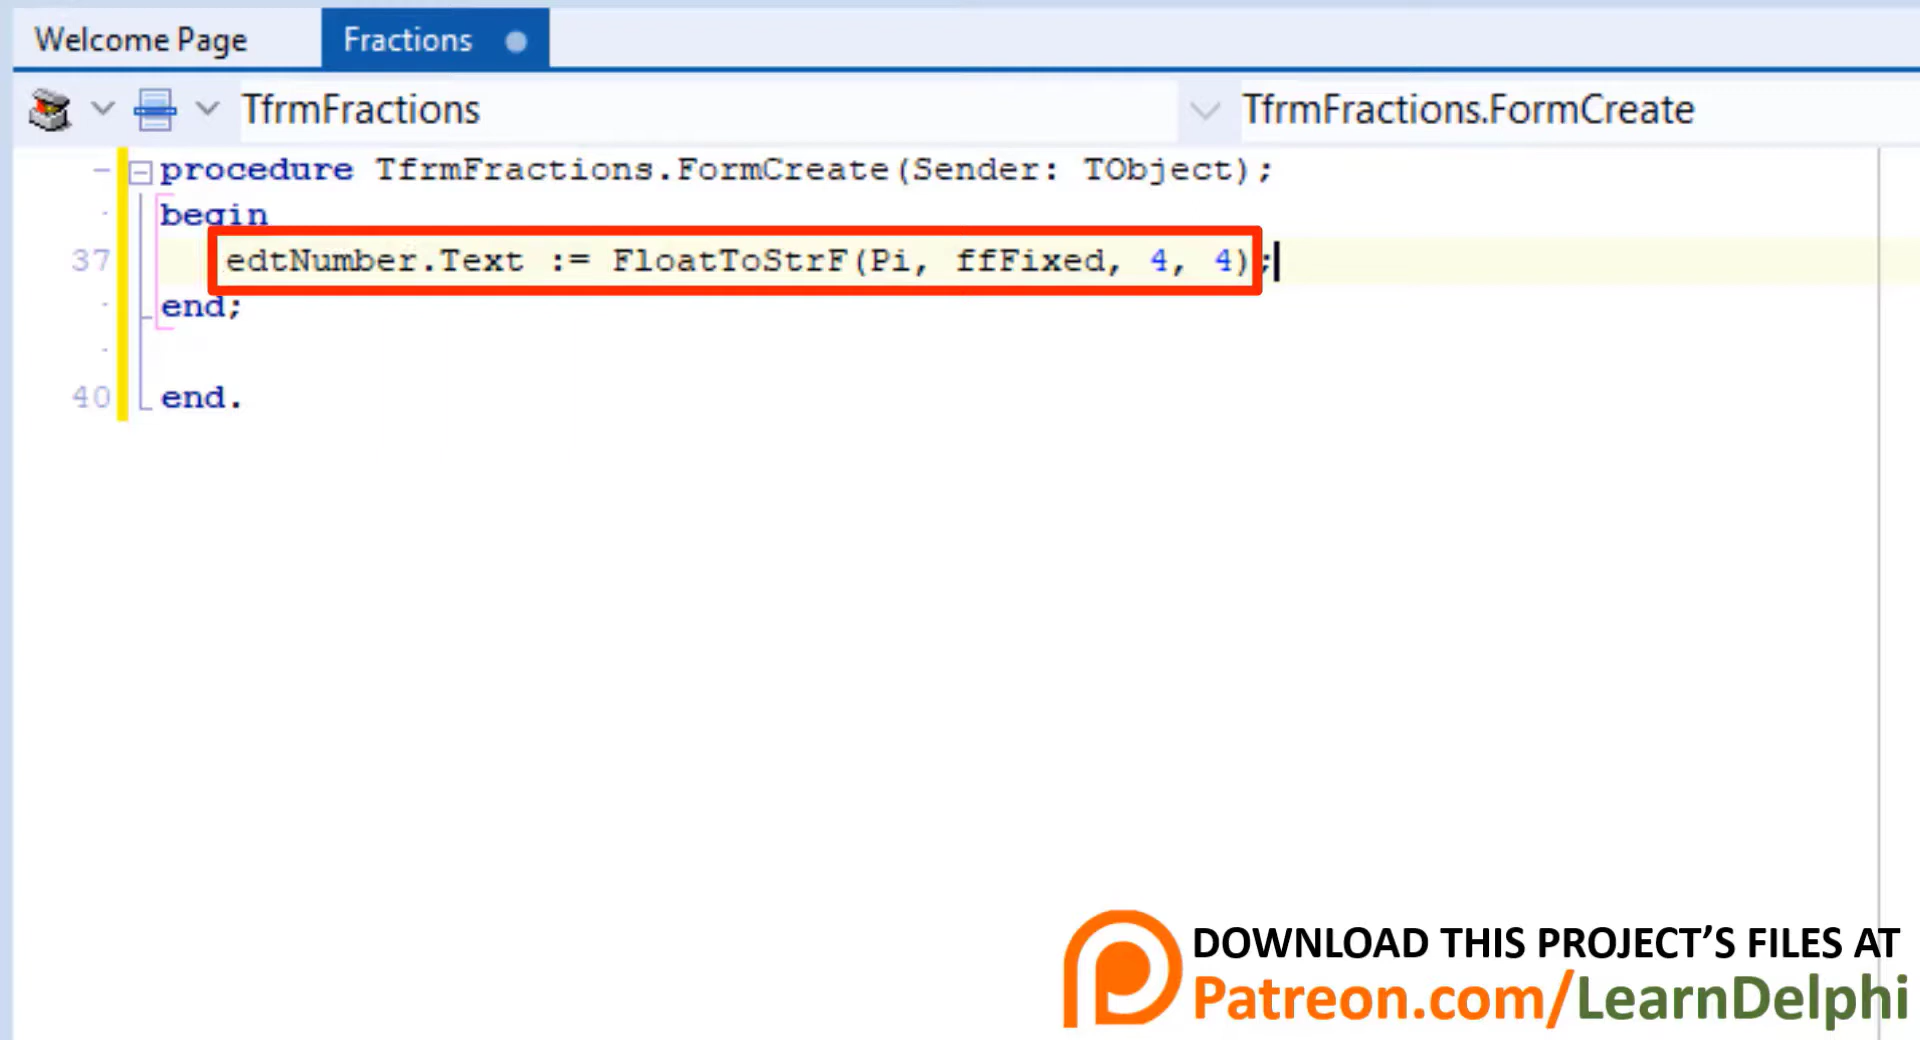 Welcome Page Fractions
TfrmFractions TfrmFractions.FormCreate
procedure TfrmFractions.FormCreate(Sender: TObject);
begin
37 edtNumber.Text := FloatToStrF(Pi, ffFixed, 4, 4);
end;
40 end.
DOWNLOAD THIS PROJECT’S FILES AT
Patreon.com/LearnDelphi